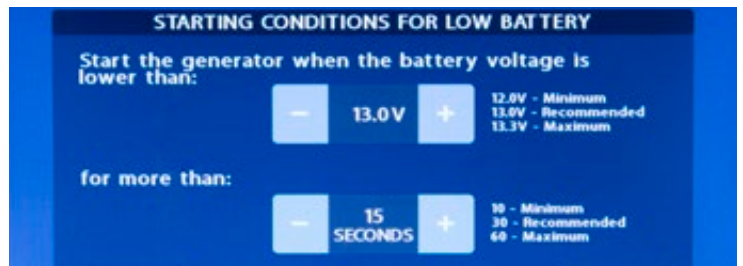 STARTING CONDITIONS FOR LOW BATTERY
Start the generator when the battery voltage is
lower than:
− 13.0 V +
12.0V - Minimum
13.0V - Recommended
13.3V - Maximum
for more than:
− 15 SECONDS +
10 - Minimum
30 - Recommended
60 - Maximum